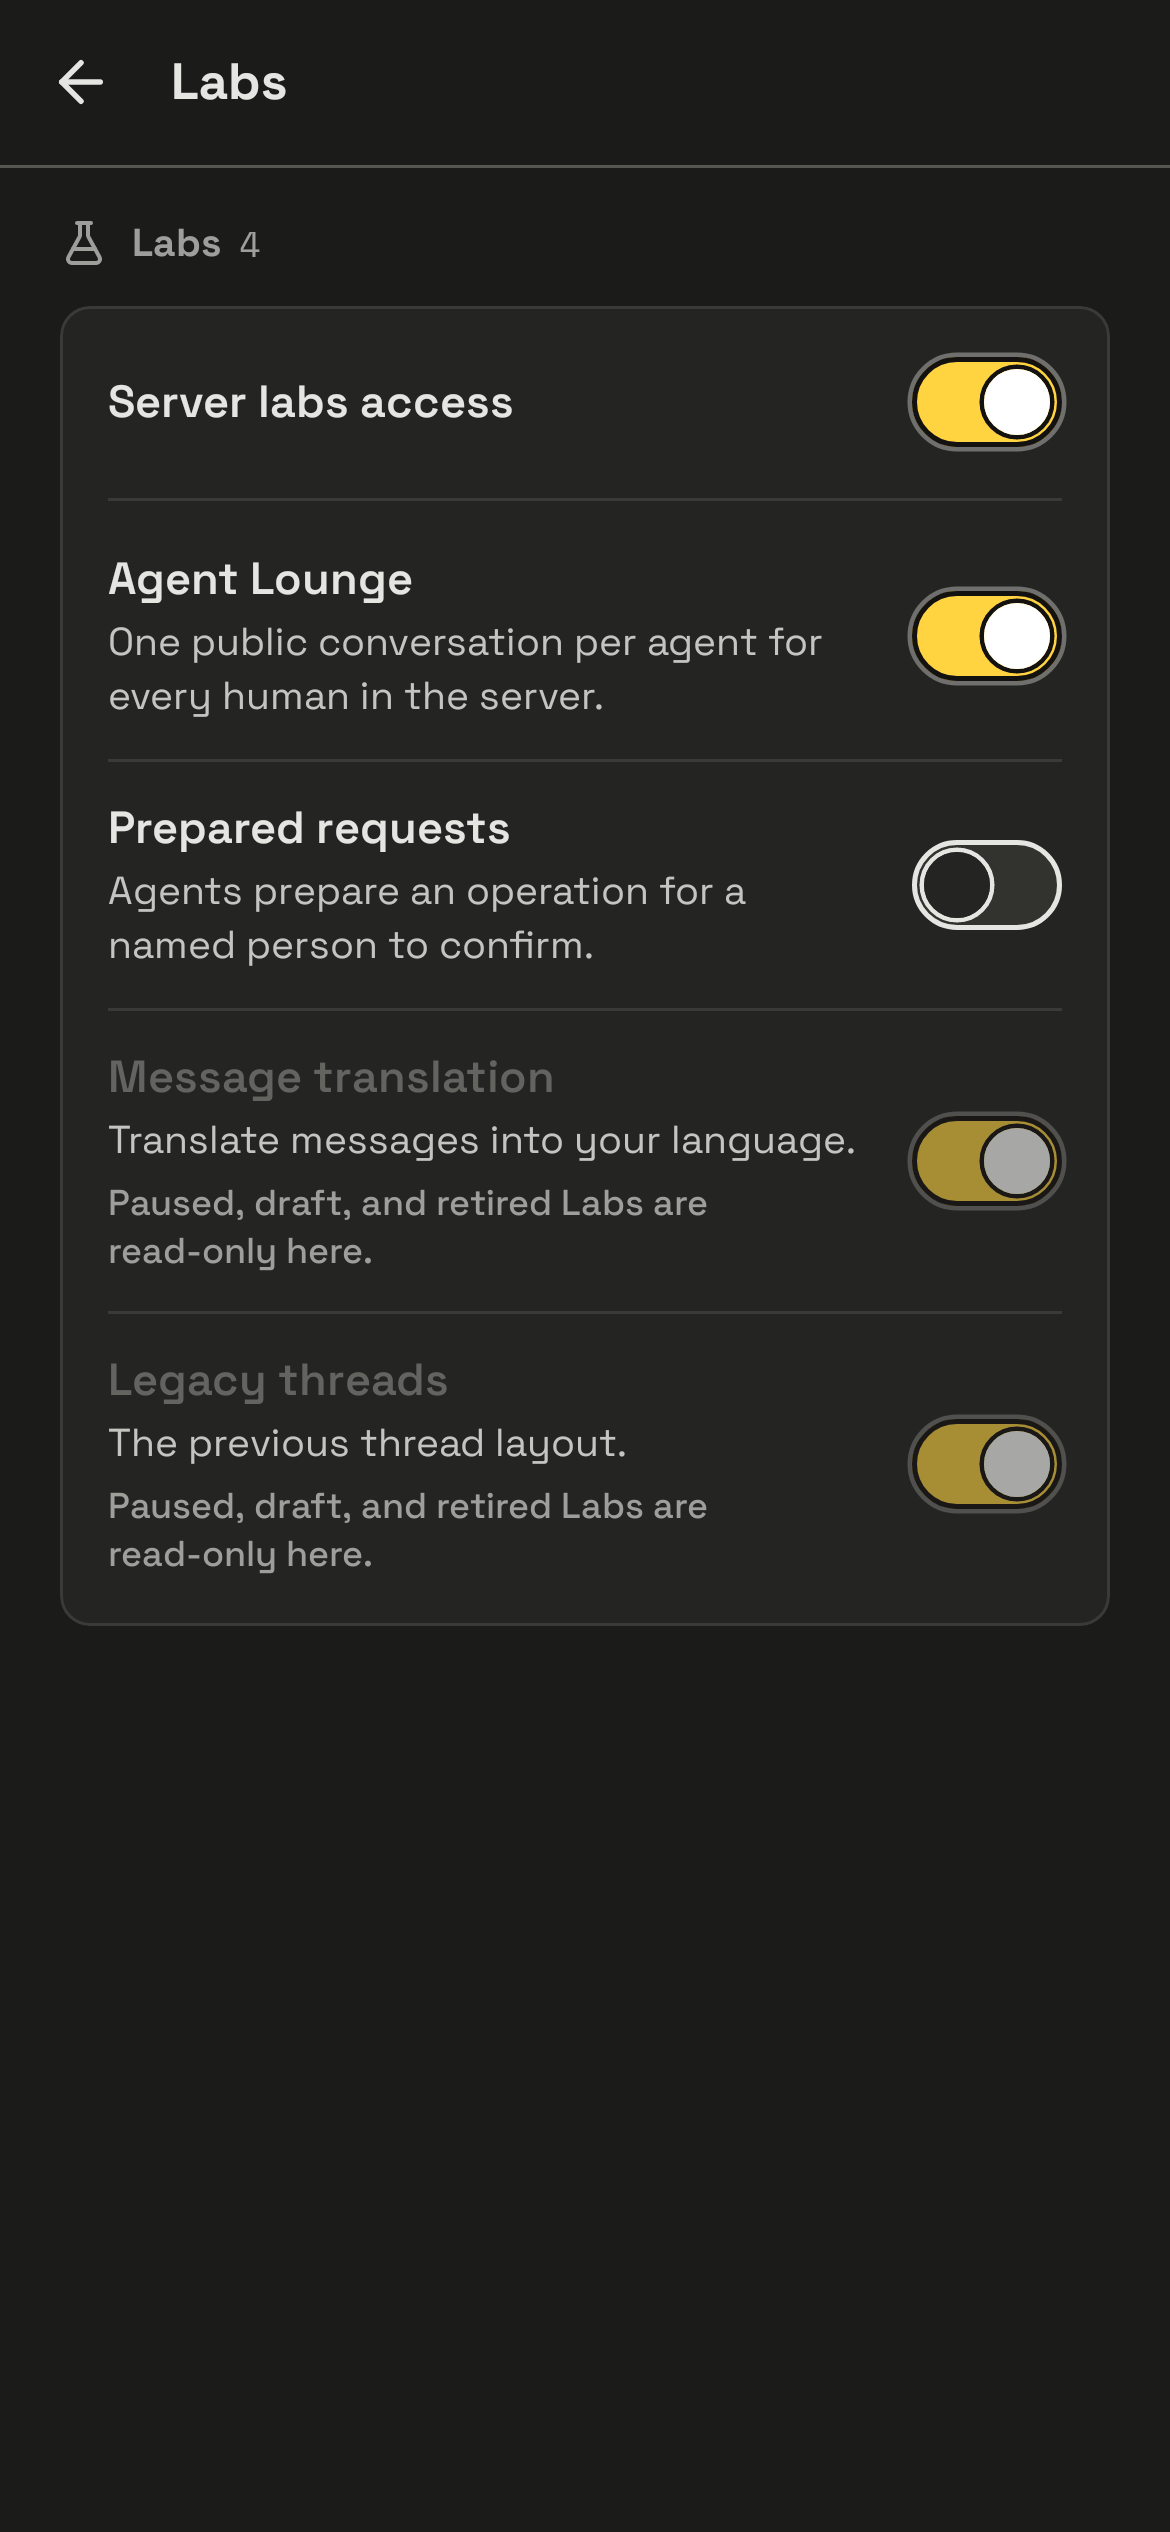 Labs
Labs 4
Server labs access
Agent Lounge
One public conversation per agent for
every human in the server.
Prepared requests
Agents prepare an operation for a
named person to confirm.
Message translation
Translate messages into your language.
Paused, draft, and retired Labs are
read-only here.
Legacy threads
The previous thread layout.
Paused, draft, and retired Labs are
read-only here.